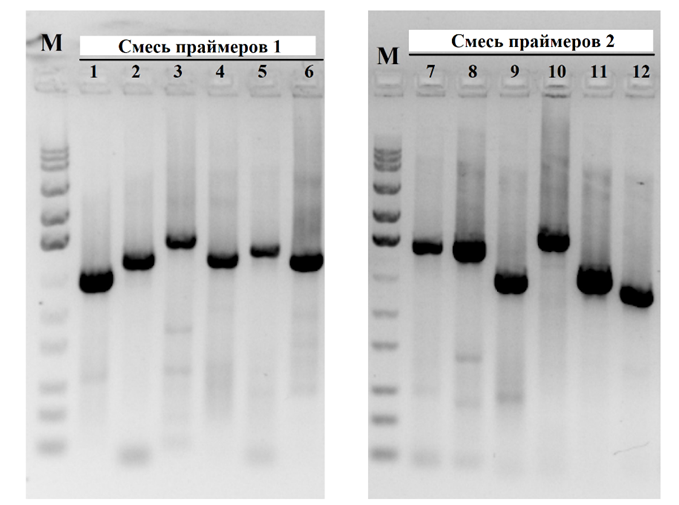 М
Смесь праймеров 1
1 2 3 4 5 6
М
Смесь праймеров 2
7 8 9 10 11 12